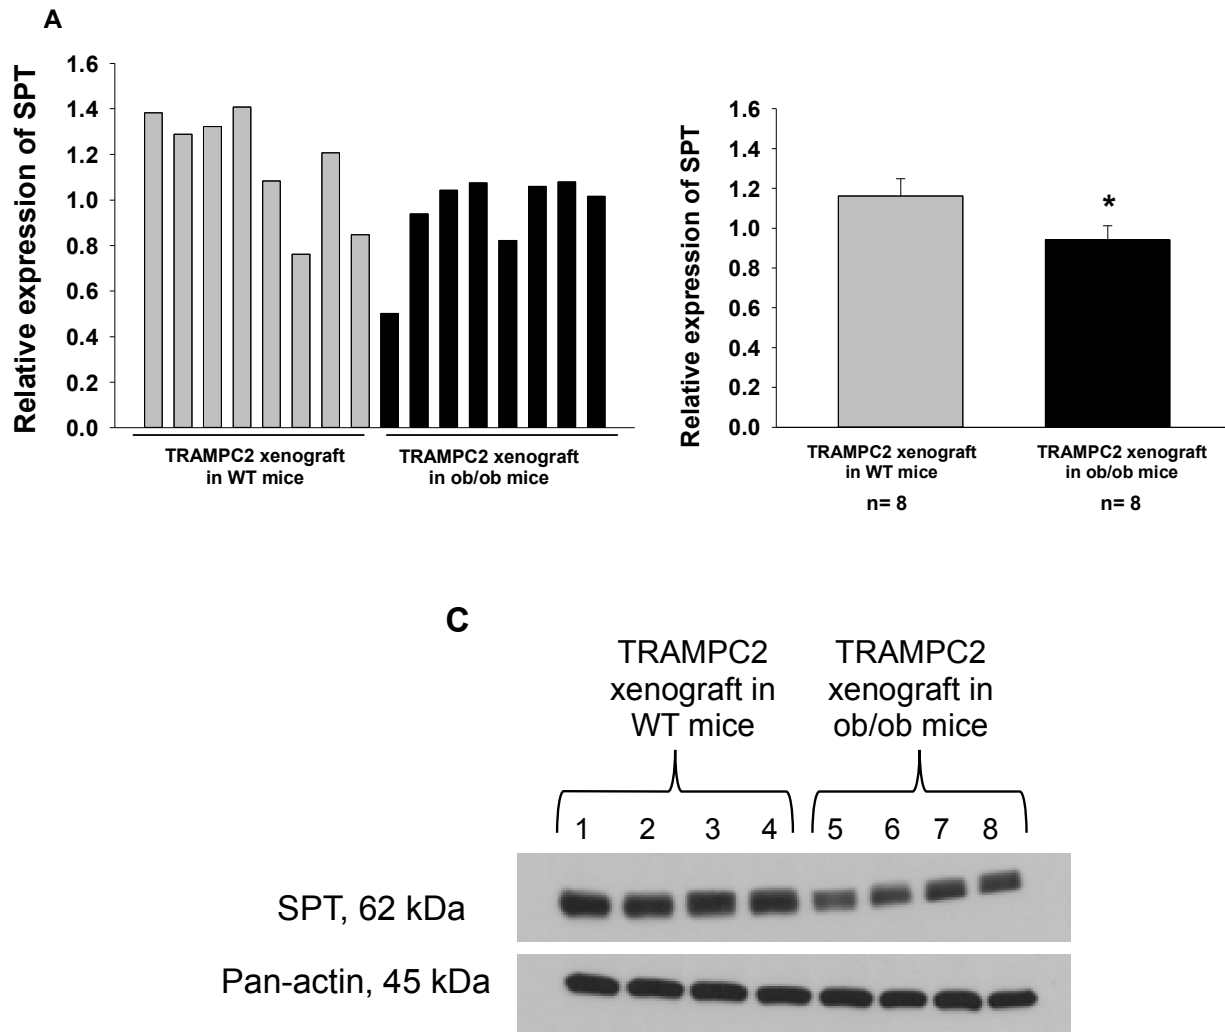 A
Relative expression of SPT
1.6
1.4
1.2
1.0
0.8
0.6
0.4
0.2
0.0
TRAMPC2 xenograft
in WT mice
TRAMPC2 xenograft
in ob/ob mice
Relative expression of SPT
1.6
1.4
1.2
1.0
0.8
0.6
0.4
0.2
0.0
*
TRAMPC2 xenograft
in WT mice
n= 8
TRAMPC2 xenograft
in ob/ob mice
n= 8
C
TRAMPC2
xenograft in
WT mice
TRAMPC2
xenograft in
ob/ob mice
1 2 3 4 5 6 7 8
SPT, 62 kDa
Pan-actin, 45 kDa